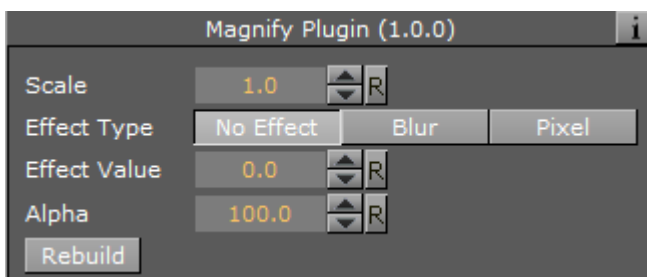 Magnify Plugin (1.0.0) i
Scale 1.0 R
Effect Type No Effect Blur Pixel
Effect Value 0.0 R
Alpha 100.0 R
Rebuild